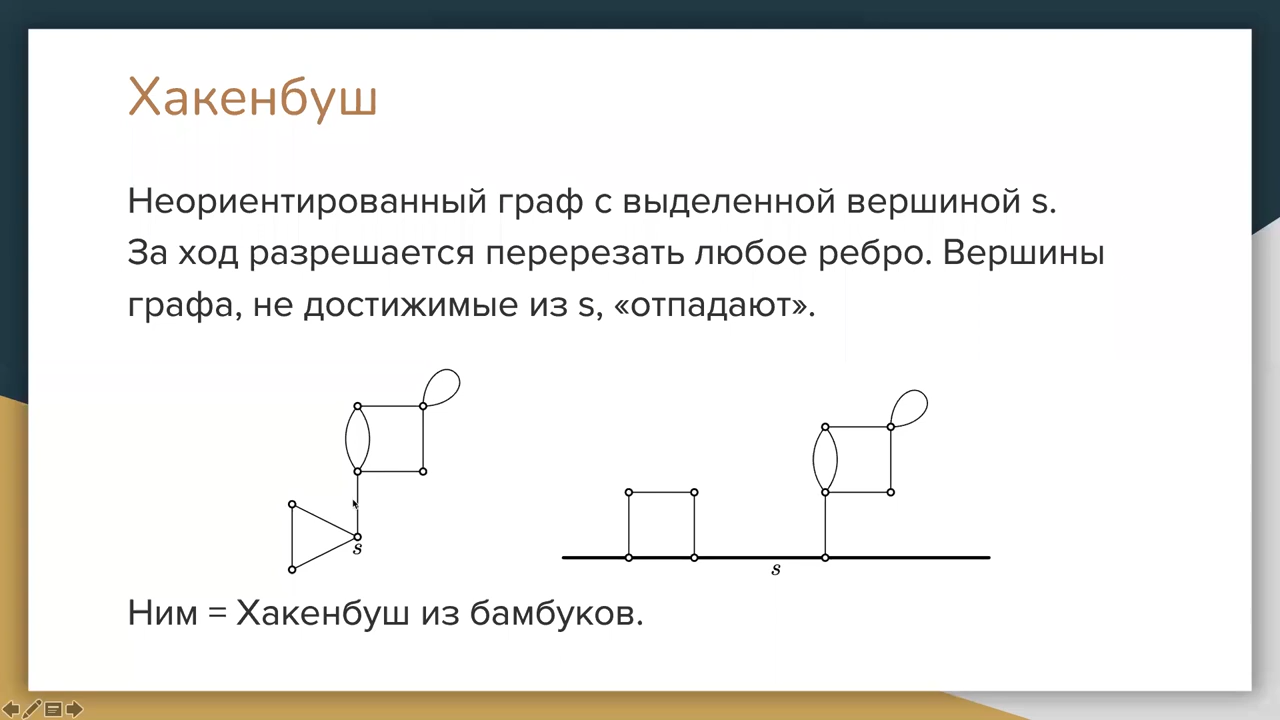 Хакенбуш
Неориентированный граф с выделенной вершиной s.
За ход разрешается перерезать любое ребро. Вершины
графа, не достижимые из s, «отпадают».
s
s
Ним = Хакенбуш из бамбуков.